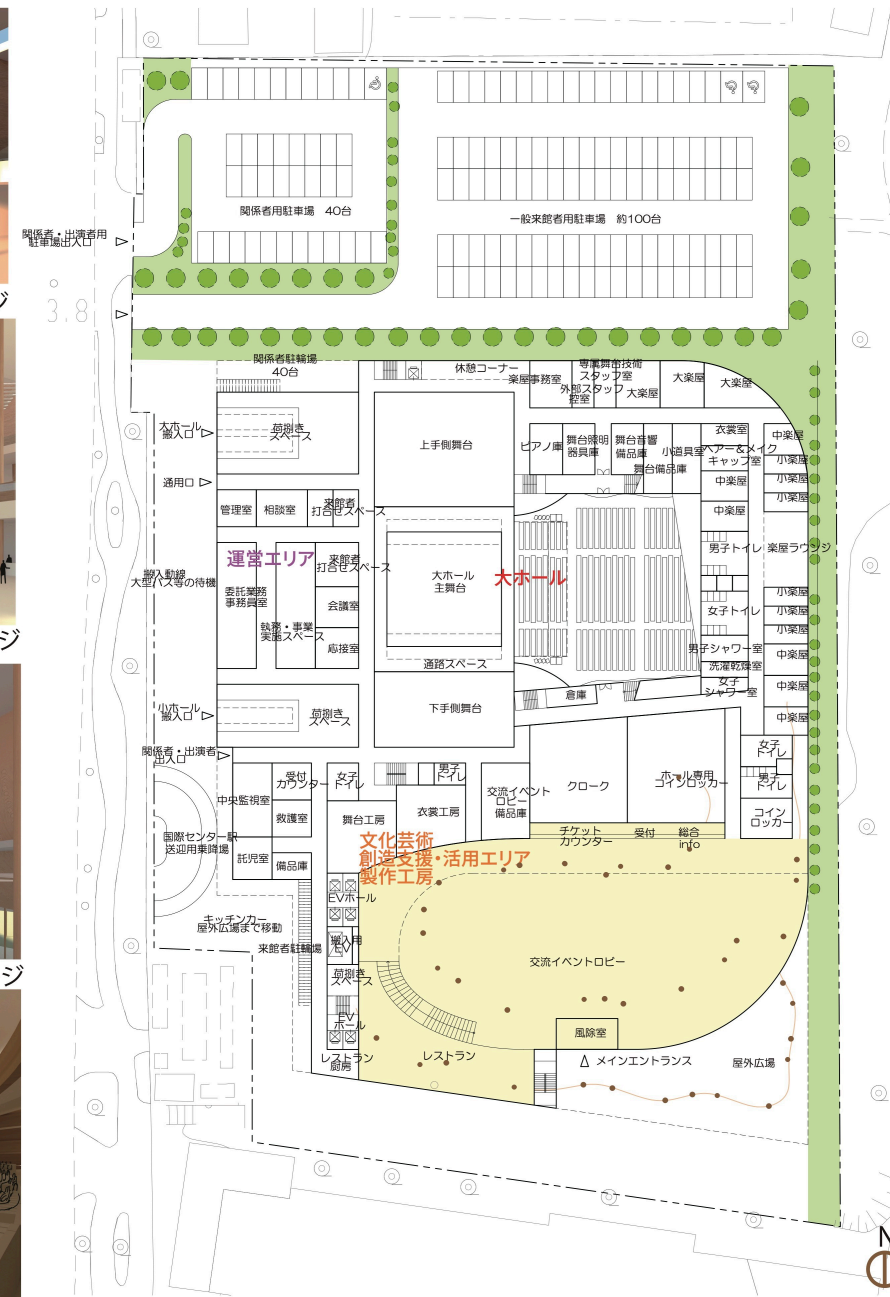 関係者用駐車場　40台
一般来館者用駐車場　約100台
関係者・出演者用
駐車場出入口
ジ
3.8
関係者駐輪場
40台
休憩コーナー
楽屋事務室
専属舞台技術
スタッフ室
外部スタッフ
控室
大楽屋
大楽屋
大楽屋
大ホール
搬入口
荷捌き
スペース
上手側舞台
ピアノ庫
舞台照明
器具庫
舞台音響
備品庫
舞台備品庫
小道具室
衣裳室
ヘアー&メイク
キャップ室
中楽屋
小楽屋
小楽屋
小楽屋
中楽屋
中楽屋
通用口
管理室
相談室
来館者
打合せスペース
運営エリア
来館者
打合せスペース
搬入動線
大型バス等の待機
委託業務
事務員室
執務・事業
実施スペース
会議室
応接室
大ホール
主舞台
大ホール
男子トイレ
楽屋ラウンジ
女子トイレ
小楽屋
小楽屋
小楽屋
男子シャワー室
洗濯乾燥室
女子
シャワー室
中楽屋
中楽屋
中楽屋
ジ
通路スペース
小ホール
搬入口
荷捌き
スペース
下手側舞台
倉庫
関係者・出演者
出入口
受付
カウンター
女子
トイレ
男子
トイレ
中央監視室
救護室
舞台工房
衣裳工房
交流イベント
ロビー
備品庫
クローク
ホール専用
コインロッカー
女子
トイレ
男子
トイレ
コイン
ロッカー
国際センター駅
送迎用乗降場
託児室
備品庫
文化芸術
創造支援・活用エリア
製作工房
チケット
カウンター
受付
総合
info
EVホール
キッチンカー
屋外広場まで移動
来館者駐輪場
搬入用
EV
荷捌き
スペース
交流イベントロビー
ジ
EV
ホール
レストラン
厨房
レストラン
風除室
メインエントランス
屋外広場
N